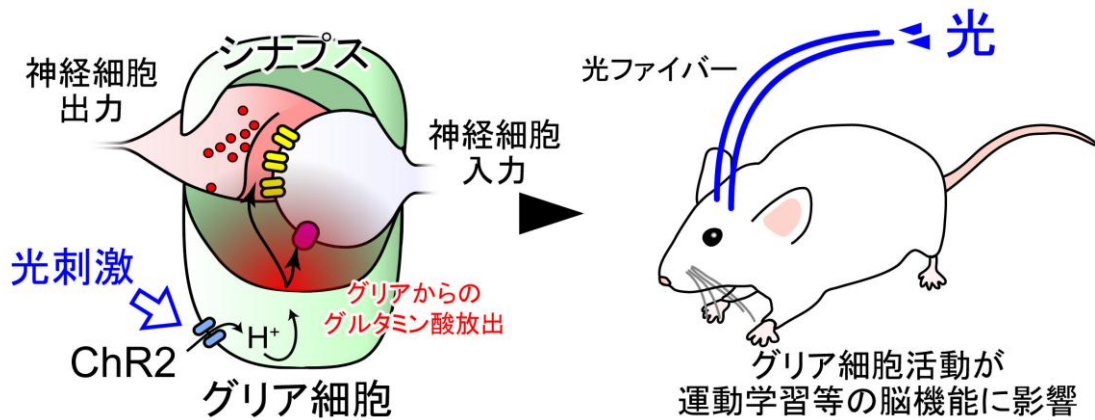 シナプス
神経細胞
出力
神経細胞
入力
光刺激
ChR2
H+
グリアからの
グルタミン酸放出
グリア細胞
光ファイバー
光
グリア細胞活動が
運動学習等の脳機能に影響